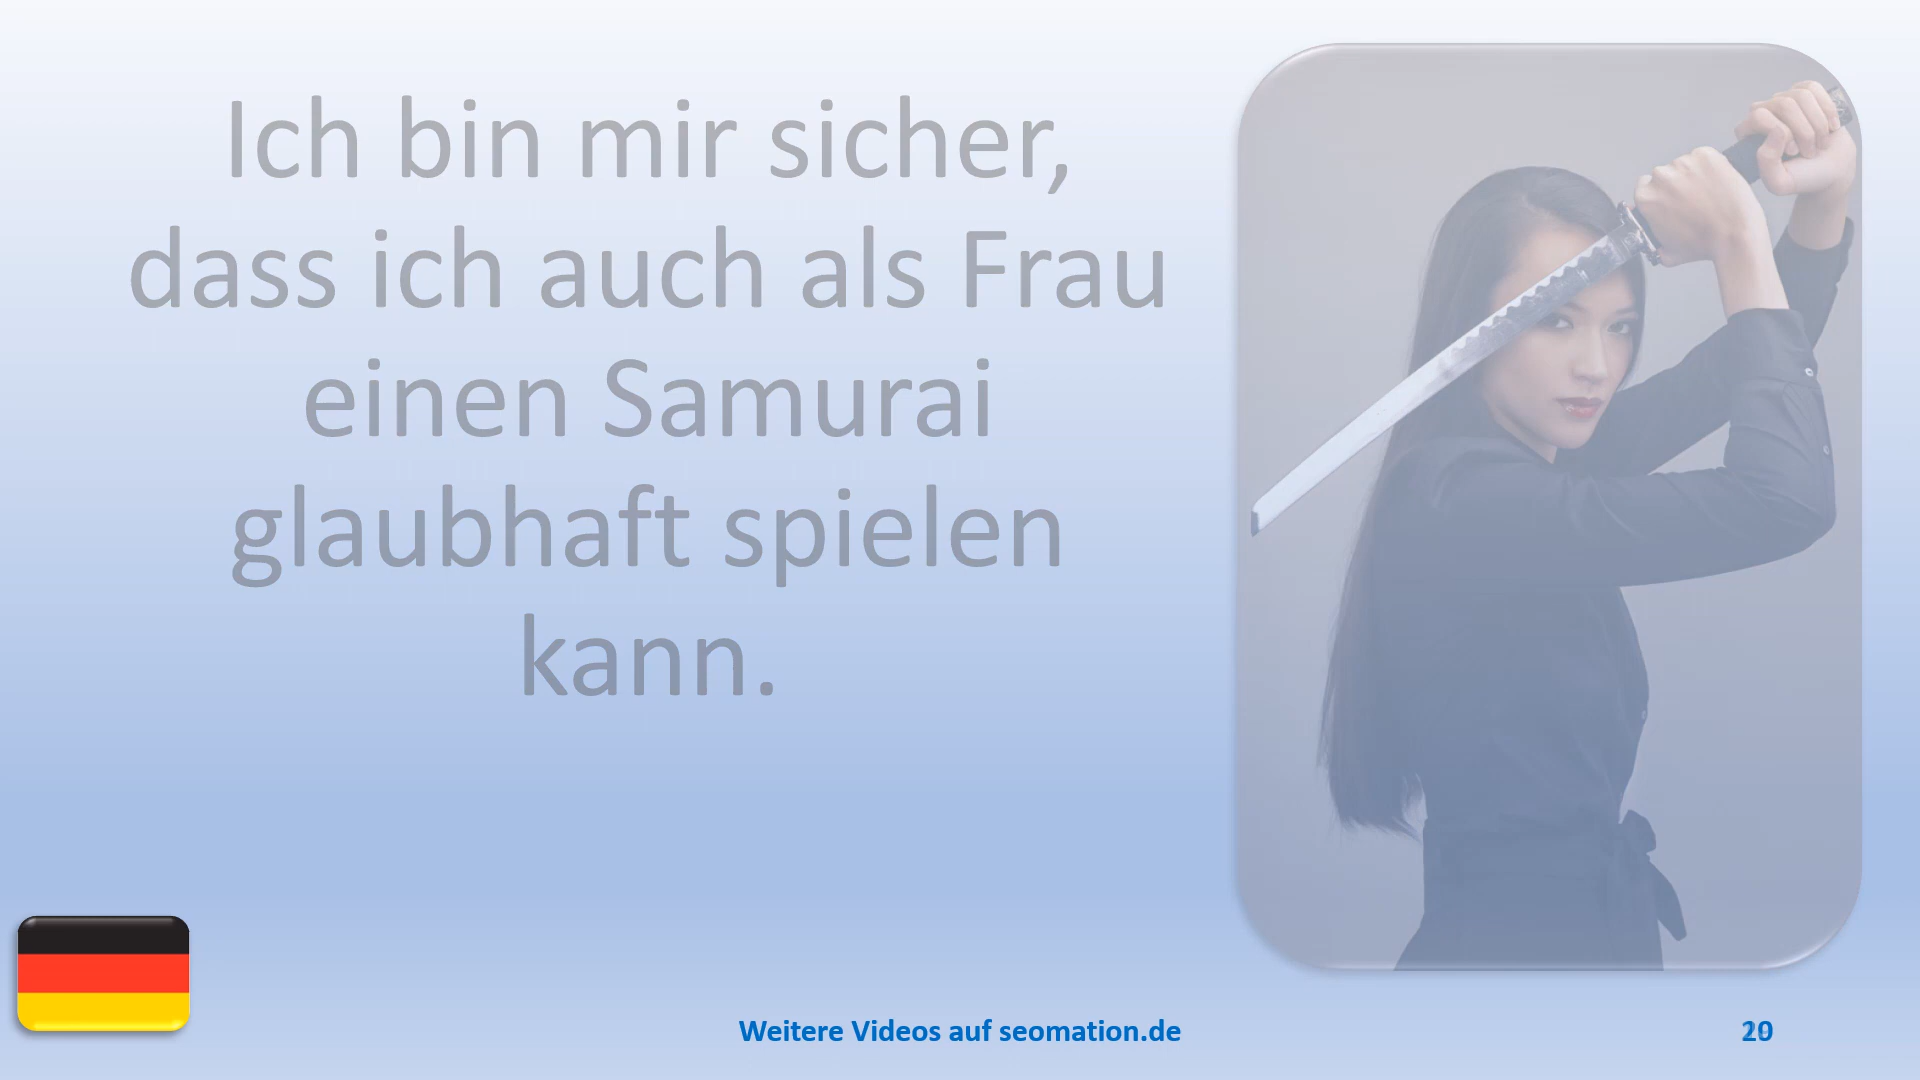 Ich bin mir sicher,
dass ich auch als Frau
einen Samurai
glaubhaft spielen
kann.
Weitere Videos auf seomation.de